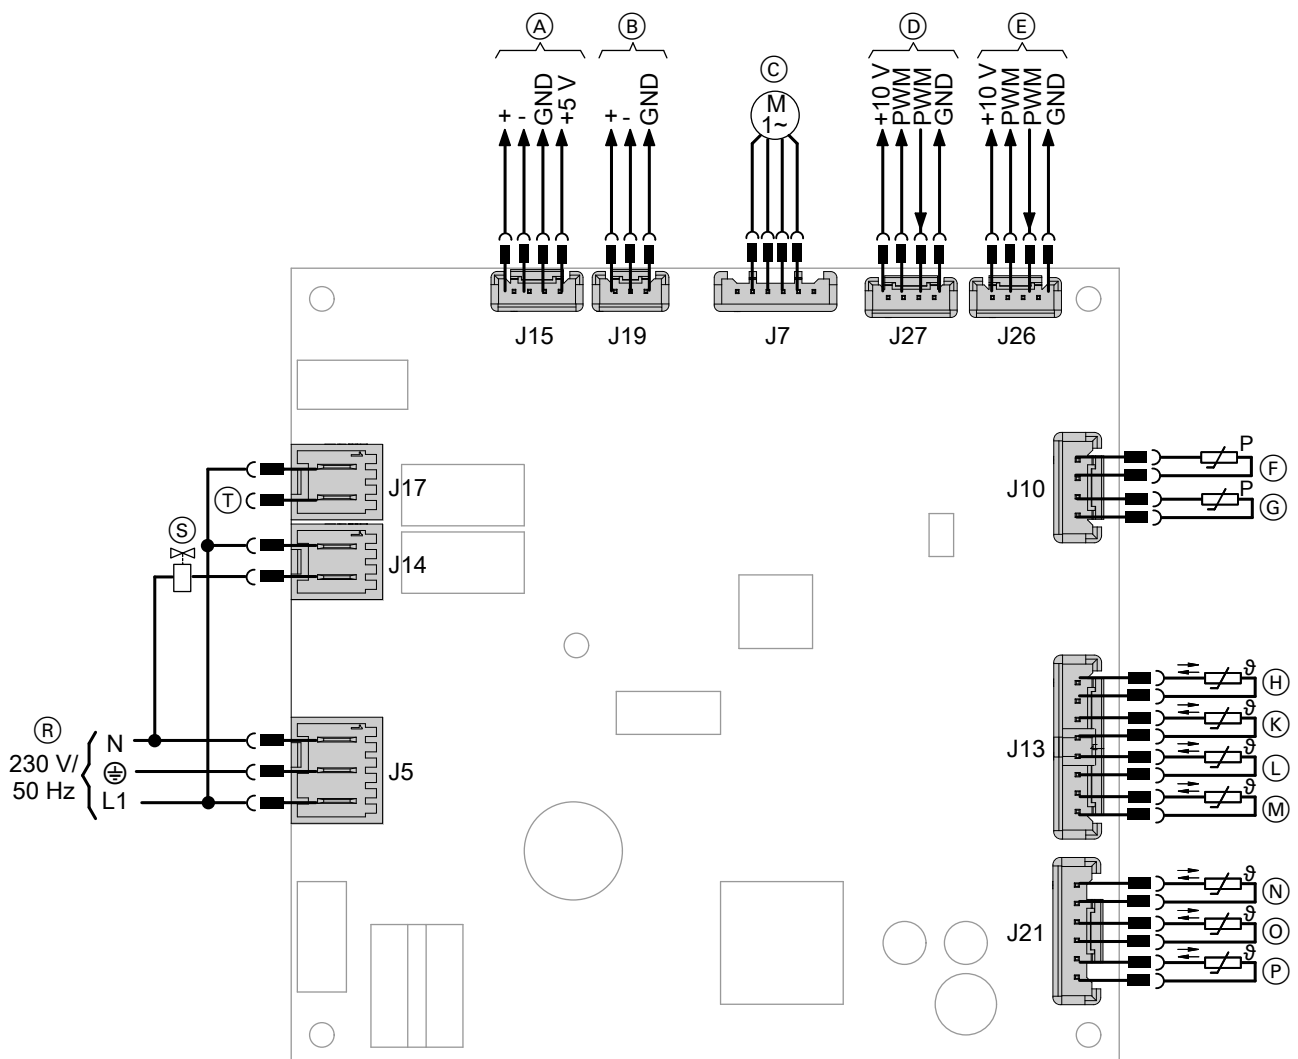 A B D E
C
+ - GND +5 V
+ - GND
M
1~
+10 V PWM PWM GND
+10 V PWM PWM GND
J15 J19 J7 J27 J26
J17
T
S
J14
J10
P F
P G
R
230 V/
50 Hz
N
L1
J5
J13
ϑ H
ϑ K
ϑ L
ϑ M
J21
ϑ N
ϑ O
ϑ P